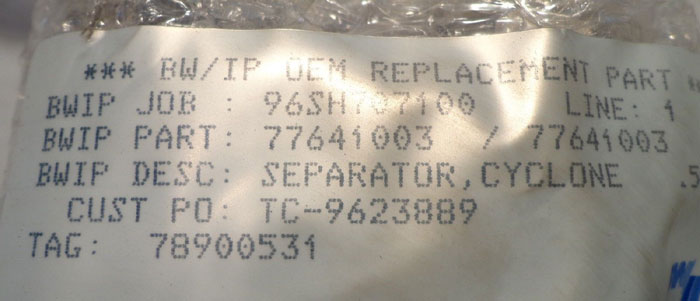 *** BW/IP OEM REPLACEMENT PART
BWIP JOB : 96SH707100 LINE: 1
BWIP PART: 77641003 / 77641003
BWIP DESC: SEPARATOR,CYCLONE .5
CUST PO: TC-9623889
TAG: 78900531